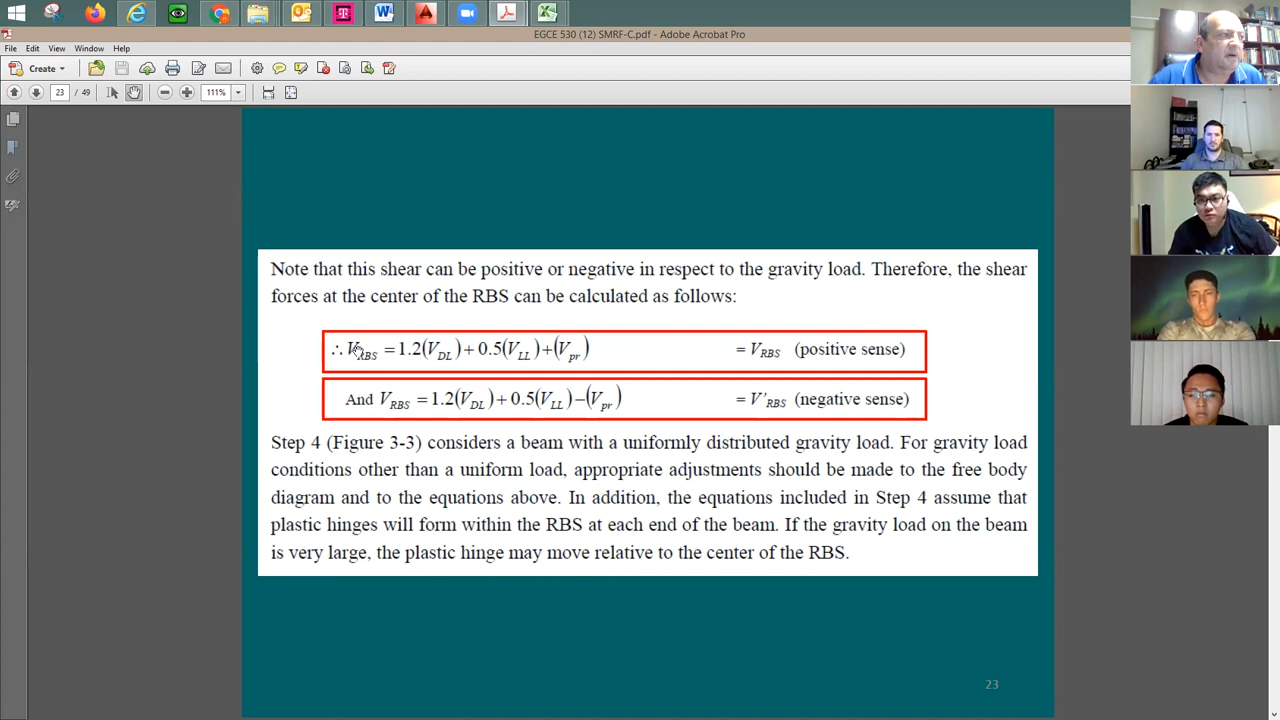 EGCE 530 (12) SMRF-C.pdf - Adobe Acrobat Pro
File Edit View Window Help
Create
23 / 49 111%
Note that this shear can be positive or negative in respect to the gravity load. Therefore, the shear
forces at the center of the RBS can be calculated as follows:
∴ V_RBS = 1.2(V_DL) + 0.5(V_LL) + (V_pr) = V_RBS (positive sense)
And V_RBS = 1.2(V_DL) + 0.5(V_LL) − (V_pr) = V'_RBS (negative sense)
Step 4 (Figure 3-3) considers a beam with a uniformly distributed gravity load. For gravity load
conditions other than a uniform load, appropriate adjustments should be made to the free body
diagram and to the equations above. In addition, the equations included in Step 4 assume that
plastic hinges will form within the RBS at each end of the beam. If the gravity load on the beam
is very large, the plastic hinge may move relative to the center of the RBS.
23